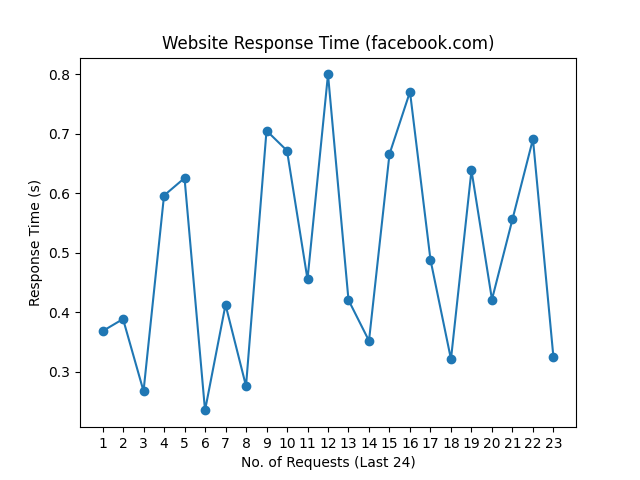 Website Response Time (facebook.com)
0.8
0.7
0.6
0.5
0.4
0.3
Response Time (s)
1 2 3 4 5 6 7 8 9 10 11 12 13 14 15 16 17 18 19 20 21 22 23
No. of Requests (Last 24)